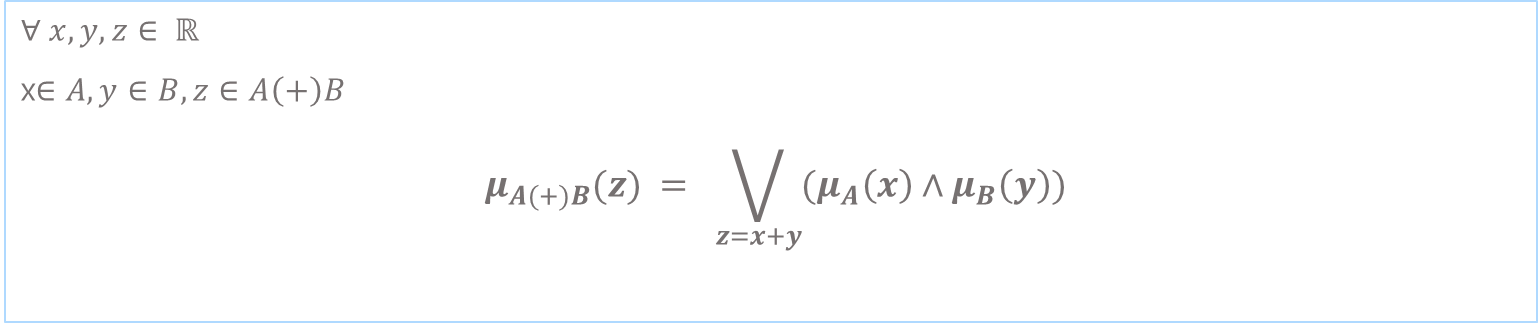 ∀ x, y, z ∈ ℝ
x∈ A, y ∈ B, z ∈ A(+)B
μ_{A(+)B}(z) = ⋁_{z=x+y} (μ_A(x) ∧ μ_B(y))